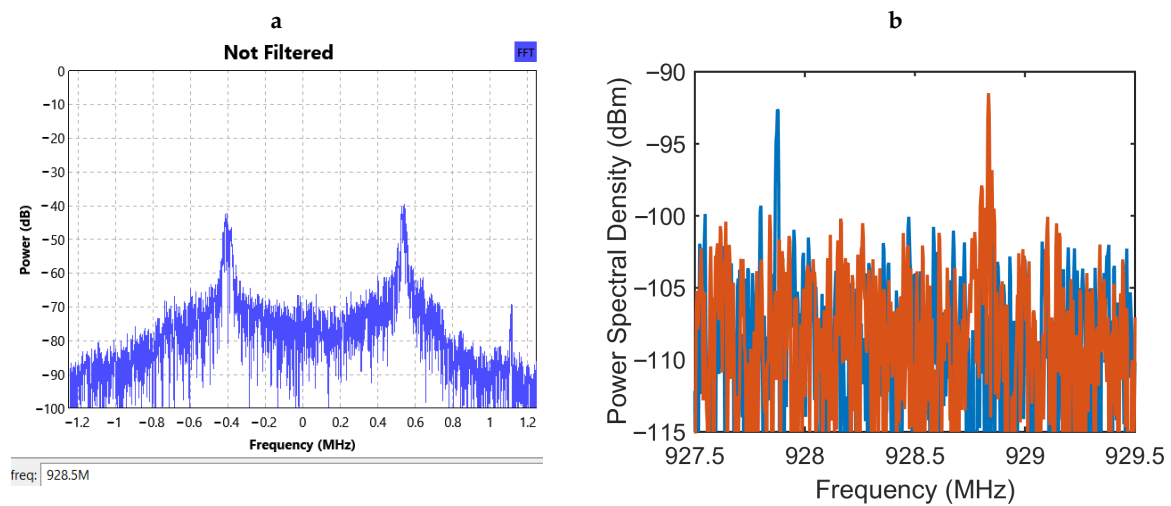 a
Not Filtered
FFT
0
−10
−20
−30
−40
−50
−60
−70
−80
−90
−100
Power (dB)
−1.2 −1 −0.8 −0.6 −0.4 −0.2 0 0.2 0.4 0.6 0.8 1 1.2
Frequency (MHz)
freq: 928.5M
b
−90
−95
−100
−105
−110
−115
Power Spectral Density (dBm)
927.5 928 928.5 929 929.5
Frequency (MHz)